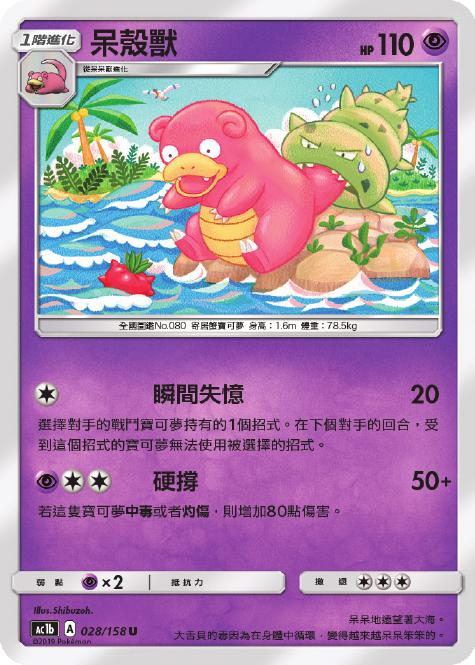 1階進化 呆殼獸 HP 110
從呆呆獸進化
全國圖鑑No.080 寄居蟹寶可夢 身高：1.6m 體重：78.5kg
瞬間失憶 20
選擇對手的戰鬥寶可夢持有的1個招式。在下個對手的回合，受
到這個招式的寶可夢無法使用被選擇的招式。
硬撐 50+
若這隻寶可夢中毒或者灼傷，則增加80點傷害。
弱點 ×2 抵抗力 撤退
Illus.Shibuzoh.
呆呆地遠望著大海。
AC1b A 028/158 U
大舌貝的毒因為在身體中循環，變得越來越呆呆笨笨的。
©2019 Pokémon